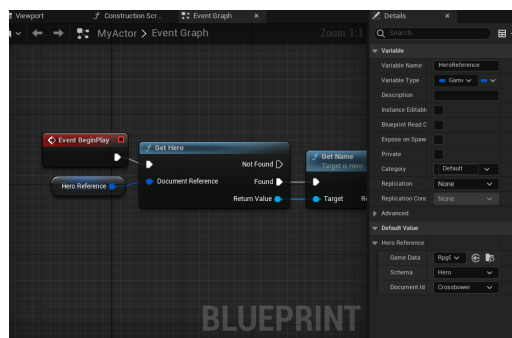 Viewport
Construction Scr...
Event Graph
MyActor > Event Graph
Zoom 1:1
Event BeginPlay
Hero Reference
Get Hero
Not Found
Document Reference
Found
Return Value
Get Name
Target is Hero
Target
BLUEPRINT
Details
Search
Variable
Variable Name HeroReference
Variable Type
Description
Instance Editabl
Blueprint Read C
Expose on Spaw
Private
Category Default
Replication None
Replication Conc None
Advanced
Default Value
Hero Reference
Game Data
Schema Hero
Document Id Crossbower